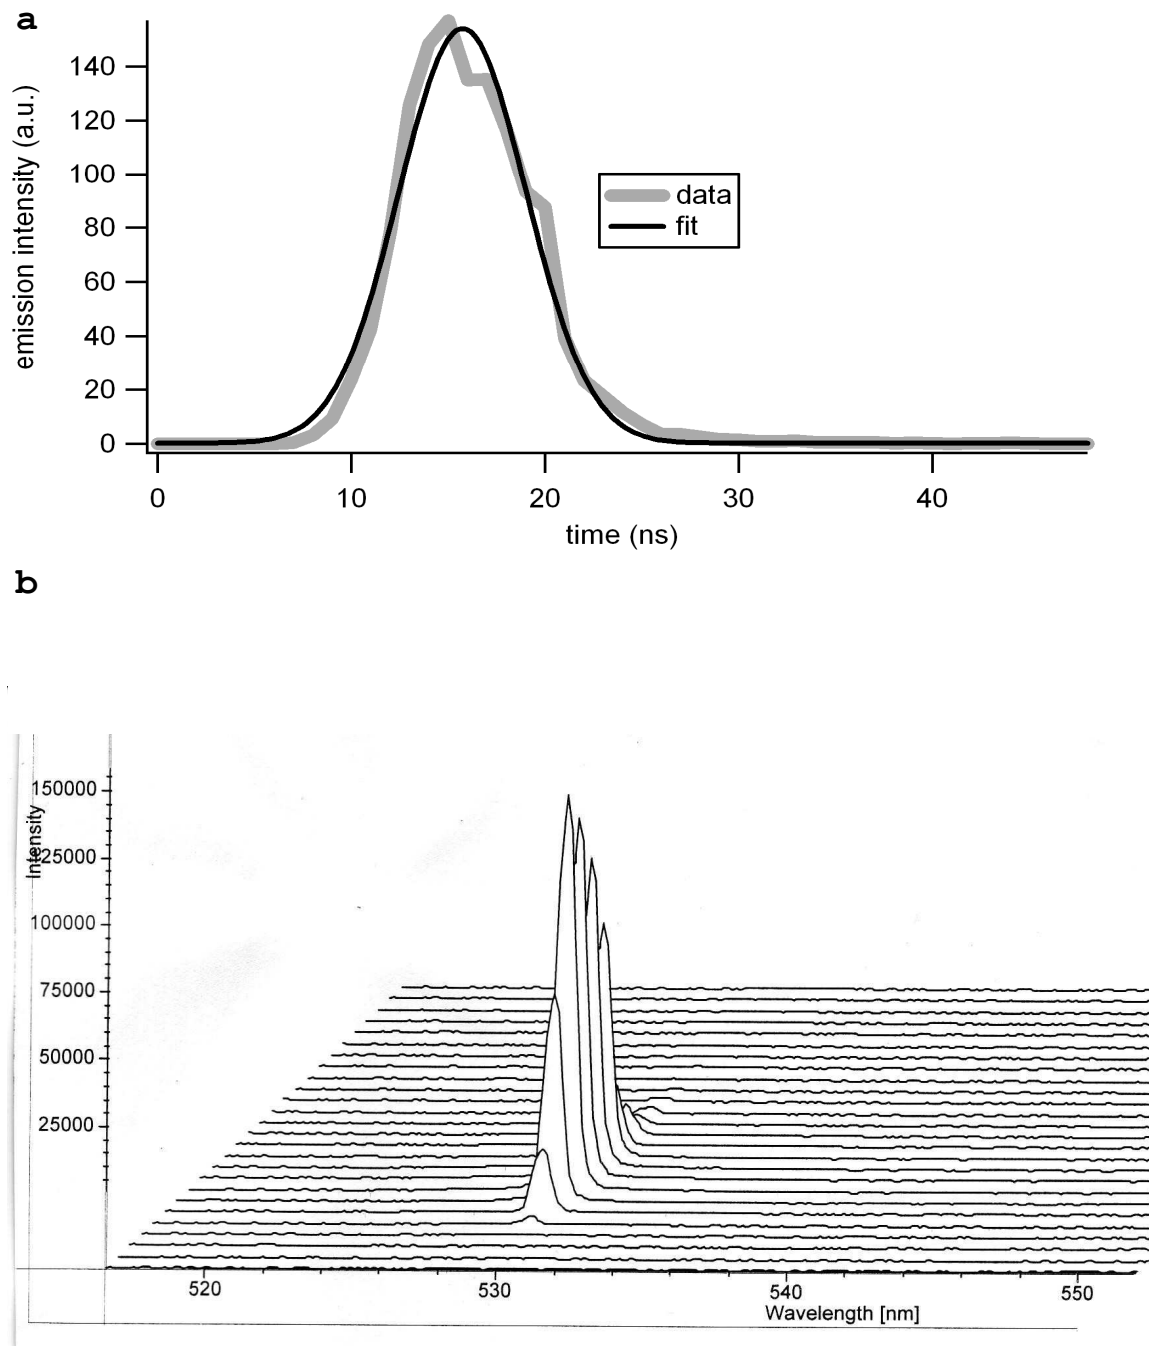 a
emission intensity (a.u.)
140
120
100
80
60
40
20
0
data
fit
0 10 20 30 40
time (ns)
b
Intensity
150000
125000
100000
75000
50000
25000
520 530 540 550
Wavelength [nm]